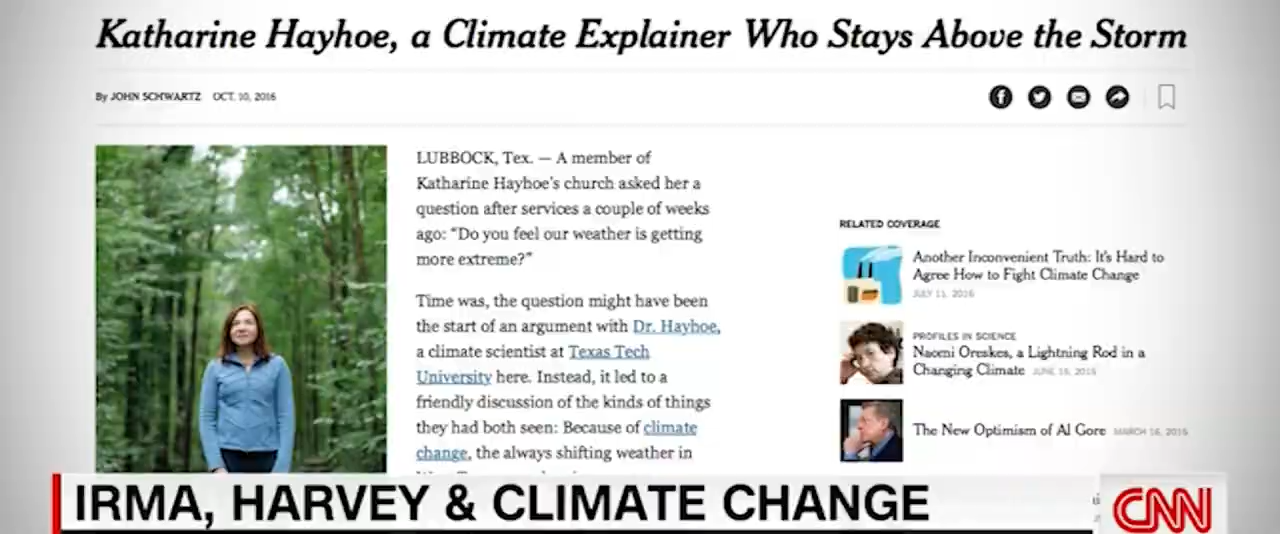 Katharine Hayhoe, a Climate Explainer Who Stays Above the Storm
By JOHN SCHWARTZ OCT. 10, 2016
LUBBOCK, Tex. — A member of
Katharine Hayhoe's church asked her a
question after services a couple of weeks
ago: “Do you feel our weather is getting
more extreme?”
Time was, the question might have been
the start of an argument with Dr. Hayhoe,
a climate scientist at Texas Tech
University here. Instead, it led to a
friendly discussion of the kinds of things
they had both seen: Because of climate
change, the always shifting weather in
RELATED COVERAGE
Another Inconvenient Truth: It's Hard to
Agree How to Fight Climate Change
JULY 11, 2016
PROFILES IN SCIENCE
Naomi Oreskes, a Lightning Rod in a
Changing Climate
The New Optimism of Al Gore MARCH 16, 2015
IRMA, HARVEY & CLIMATE CHANGE
CNN